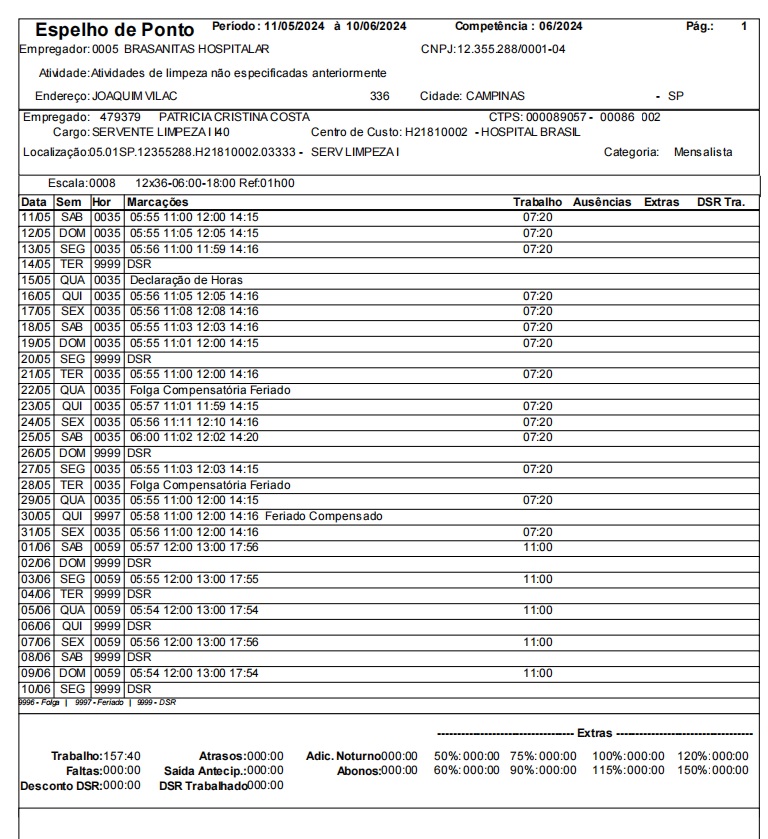 Espelho de Ponto Periodo : 11/05/2024 à 10/06/2024 Competência : 06/2024 Pág.: 1
Empregador: 0005 BRASANITAS HOSPITALAR CNPJ: 12.355.288/0001-04
Atividade: Atividades de limpeza não especificadas anteriormente
Endereço: JOAQUIM VILAC 336 Cidade: CAMPINAS - SP
Empregado: 479379 PATRICIA CRISTINA COSTA CTPS: 000089057 - 00086 002
Cargo: SERVENTE LIMPEZA I I40 Centro de Custo: H21810002 - HOSPITAL BRASIL
Localização: 05.01SP.12355288.H21810002.03333 - SERV LIMPEZA I Categoria: Mensalista
Escala: 0008 12x36-06:00-18:00 Ref:01h00
Data Sem Hor Marcações Trabalho Ausências Extras DSR Tra.
11/05 SAB 0035 05:55 11:00 12:00 14:15 07:20
12/05 DOM 0035 05:55 11:05 12:05 14:15 07:20
13/05 SEG 0035 05:56 11:00 11:59 14:16 07:20
14/05 TER 9999 DSR
15/05 QUA 0035 Declaração de Horas
16/05 QUI 0035 05:56 11:05 12:05 14:16 07:20
17/05 SEX 0035 05:56 11:08 12:08 14:16 07:20
18/05 SAB 0035 05:55 11:03 12:03 14:16 07:20
19/05 DOM 0035 05:55 11:01 12:00 14:15 07:20
20/05 SEG 9999 DSR
21/05 TER 0035 05:55 11:00 12:00 14:16 07:20
22/05 QUA 0035 Folga Compensatória Feriado
23/05 QUI 0035 05:57 11:01 11:59 14:15 07:20
24/05 SEX 0035 05:56 11:11 12:10 14:16 07:20
25/05 SAB 0035 06:00 11:02 12:02 14:20 07:20
26/05 DOM 9999 DSR
27/05 SEG 0035 05:55 11:03 12:03 14:15 07:20
28/05 TER 0035 Folga Compensatória Feriado
29/05 QUA 0035 05:55 11:00 12:00 14:15 07:20
30/05 QUI 9997 05:58 11:00 12:00 14:16 Feriado Compensado
31/05 SEX 0035 05:56 11:00 12:00 14:16 07:20
01/06 SAB 0059 05:57 12:00 13:00 17:56 11:00
02/06 DOM 9999 DSR
03/06 SEG 0059 05:55 12:00 13:00 17:55 11:00
04/06 TER 9999 DSR
05/06 QUA 0059 05:54 12:00 13:00 17:54 11:00
06/06 QUI 9999 DSR
07/06 SEX 0059 05:56 12:00 13:00 17:56 11:00
08/06 SAB 9999 DSR
09/06 DOM 0059 05:54 12:00 13:00 17:54 11:00
10/06 SEG 9999 DSR
9996 - Folga | 9997 - Feriado | 9999 - DSR
---------------------------------- Extras ----------------------------------
Trabalho: 157:40 Atrasos: 000:00 Adic. Noturno 000:00 50%: 000:00 75%: 000:00 100%: 000:00 120%: 000:00
Faltas: 000:00 Saida Antecip.: 000:00 Abonos: 000:00 60%: 000:00 90%: 000:00 115%: 000:00 150%: 000:00
Desconto DSR: 000:00 DSR Trabalhado 000:00